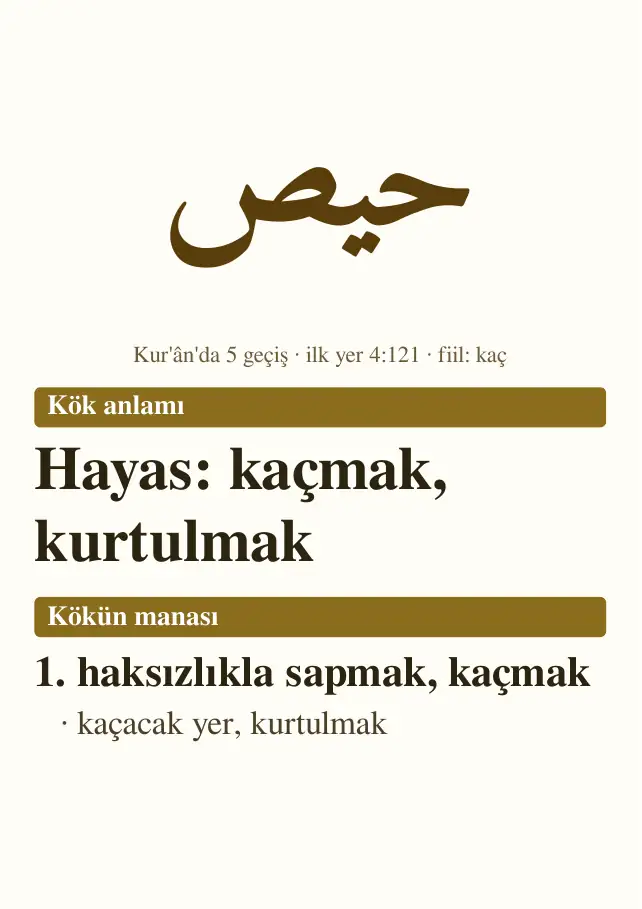 حيص
Kur'ân'da 5 geçiş · ilk yer 4:121 · fiil: kaç
Kök anlamı
Hayas: kaçmak,
kurtulmak
Kökün manası
1. haksızlıkla sapmak, kaçmak
· kaçacak yer, kurtulmak